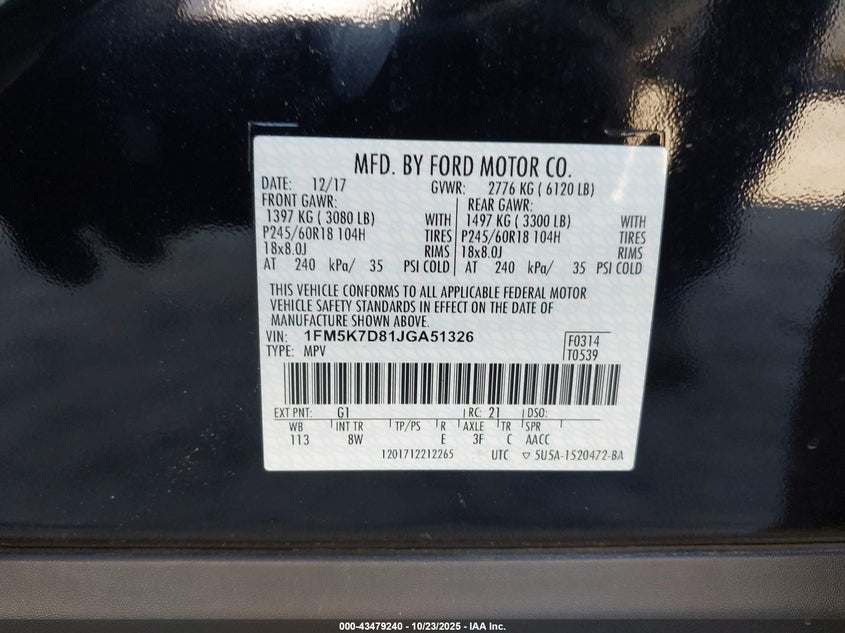 MFD. BY FORD MOTOR CO.
DATE: 12/17 GVWR: 2776 KG ( 6120 LB)
FRONT GAWR: REAR GAWR:
1397 KG ( 3080 LB) WITH 1497 KG ( 3300 LB) WITH
P245/60R18 104H TIRES P245/60R18 104H TIRES
18x8.0J RIMS 18x8.0J RIMS
AT 240 kPa/ 35 PSI COLD AT 240 kPa/ 35 PSI COLD
THIS VEHICLE CONFORMS TO ALL APPLICABLE FEDERAL MOTOR
VEHICLE SAFETY STANDARDS IN EFFECT ON THE DATE OF
MANUFACTURE SHOWN ABOVE.
VIN: 1FM5K7D81JGA51326 F0314
TYPE: MPV T0539
EXT PNT: G1 RC: 21 DSO:
WB INT TR TP/PS R AXLE TR SPR
113 8W E 3F C AACC
1201712212265 UTC ▽ 5U5A-1520472-BA
000-43479240 - 10/23/2025 - IAA Inc.